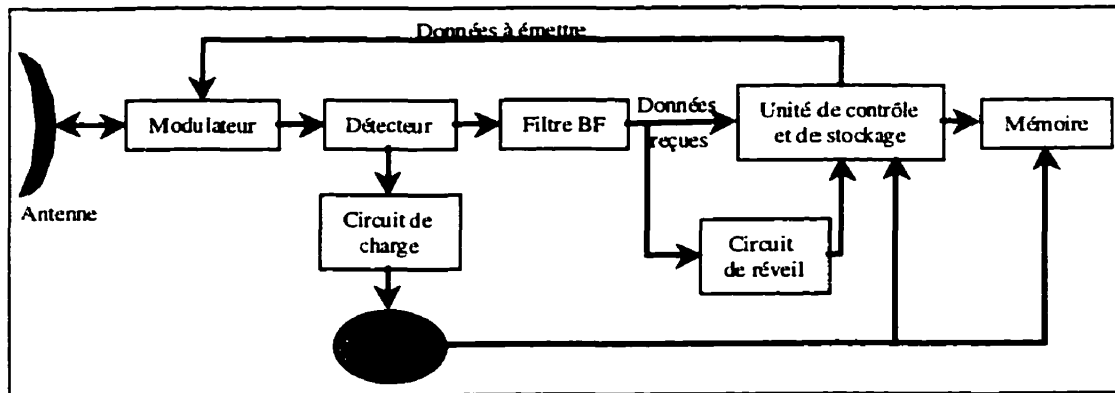 Données à émettre
Modulateur
Détecteur
Filtre BF
Données
reçues
Unité de contrôle
et de stockage
Mémoire
Antenne
Circuit de
charge
Circuit
de réveil